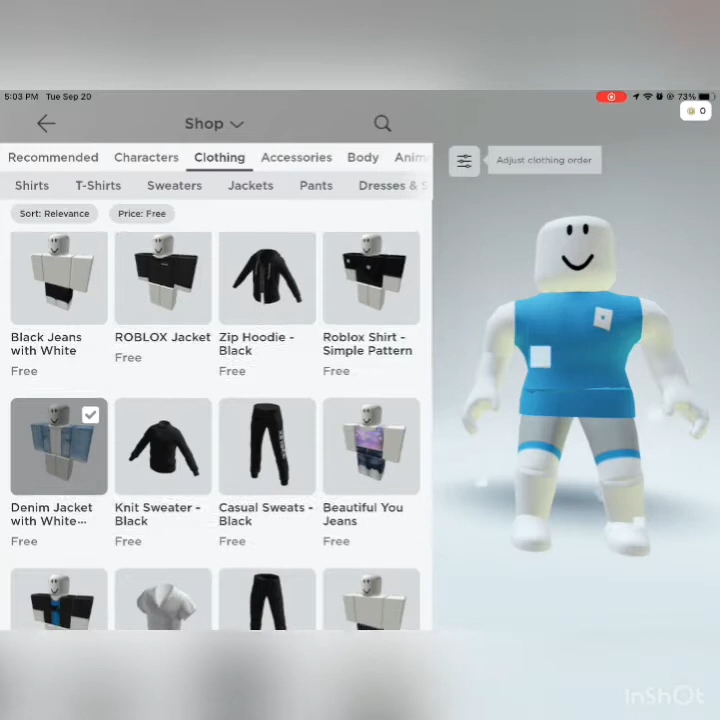 5:03 PM Tue Sep 20
73%
0
Shop
Recommended Characters Clothing Accessories Body Anim
Adjust clothing order
Shirts T-Shirts Sweaters Jackets Pants Dresses & S
Sort: Relevance Price: Free
Black Jeans with White
Free
ROBLOX Jacket
Free
Zip Hoodie - Black
Free
Roblox Shirt - Simple Pattern
Free
Denim Jacket with White...
Free
Knit Sweater - Black
Free
Casual Sweats - Black
Free
Beautiful You Jeans
Free
InShOt